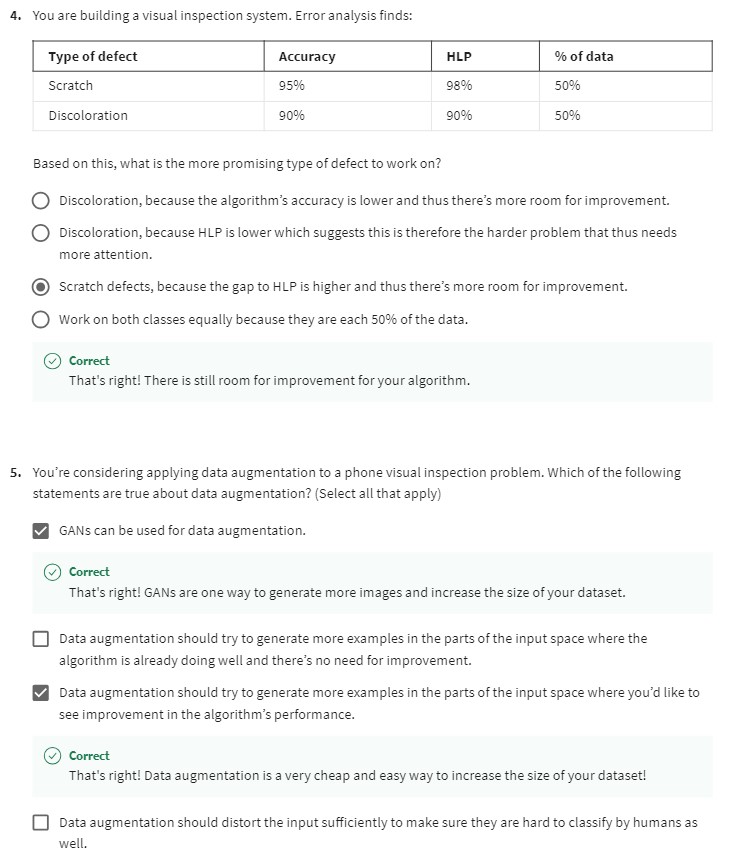 4. You are building a visual inspection system. Error analysis finds:
Type of defect Accuracy HLP % of data
Scratch 95% 98% 50%
Discoloration 90% 90% 50%
Based on this, what is the more promising type of defect to work on?
Discoloration, because the algorithm’s accuracy is lower and thus there’s more room for improvement.
Discoloration, because HLP is lower which suggests this is therefore the harder problem that thus needs
more attention.
Scratch defects, because the gap to HLP is higher and thus there’s more room for improvement.
Work on both classes equally because they are each 50% of the data.
Correct
That's right! There is still room for improvement for your algorithm.
5. You’re considering applying data augmentation to a phone visual inspection problem. Which of the following
statements are true about data augmentation? (Select all that apply)
GANs can be used for data augmentation.
Correct
That's right! GANs are one way to generate more images and increase the size of your dataset.
Data augmentation should try to generate more examples in the parts of the input space where the
algorithm is already doing well and there’s no need for improvement.
Data augmentation should try to generate more examples in the parts of the input space where you’d like to
see improvement in the algorithm’s performance.
Correct
That's right! Data augmentation is a very cheap and easy way to increase the size of your dataset!
Data augmentation should distort the input sufficiently to make sure they are hard to classify by humans as
well.